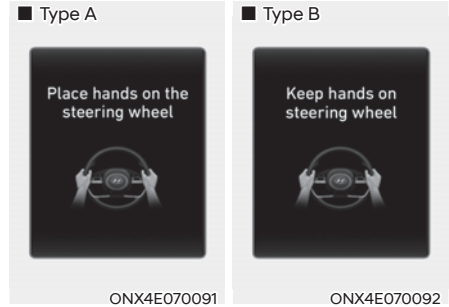 ■ Type A
Place hands on the
steering wheel
ONX4E070091
■ Type B
Keep hands on
steering wheel
ONX4E070092